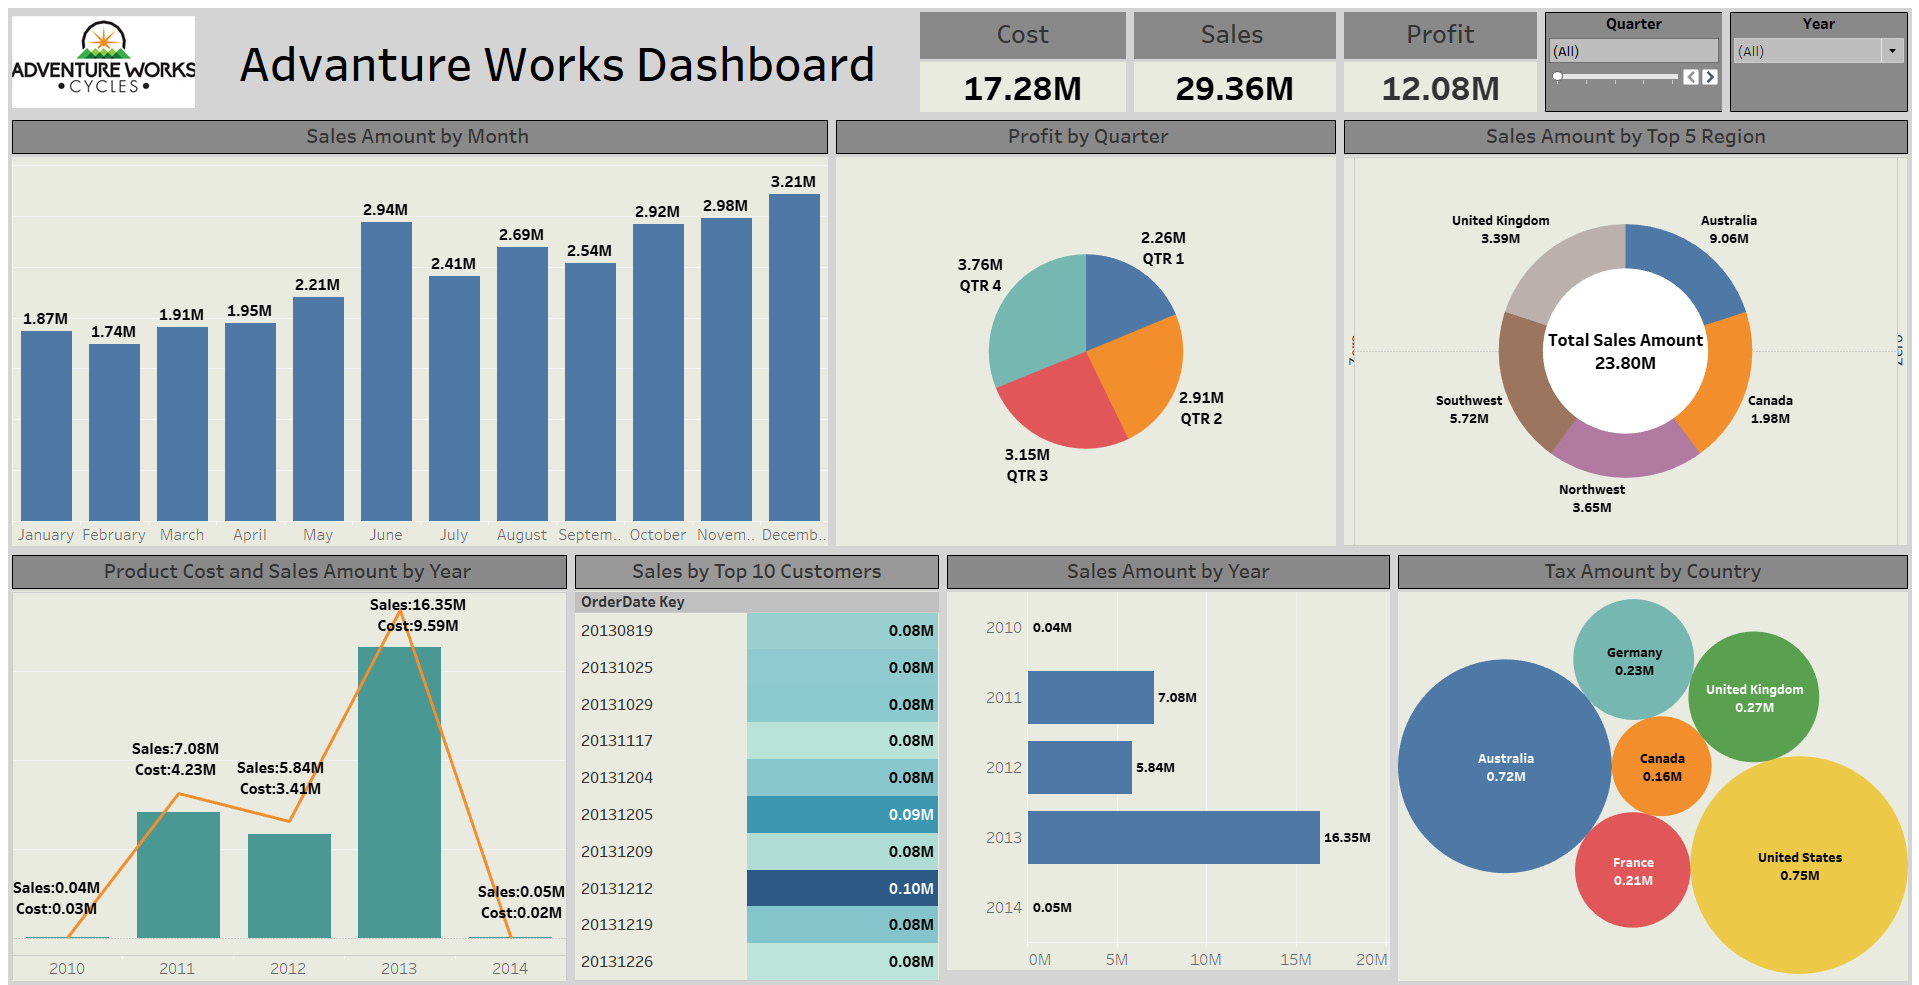 ADVENTURE WORKS
•CYCLES•
Advanture Works Dashboard
Cost
17.28M
Sales
29.36M
Profit
12.08M
Quarter
(All)
Year
(All)
Sales Amount by Month
1.87M
1.74M
1.91M
1.95M
2.21M
2.94M
2.41M
2.69M
2.54M
2.92M
2.98M
3.21M
January
February
March
April
May
June
July
August
Septem..
October
Novem..
Decemb..
Profit by Quarter
2.26M
QTR 1
2.91M
QTR 2
3.15M
QTR 3
3.76M
QTR 4
Sales Amount by Top 5 Region
United Kingdom
3.39M
Australia
9.06M
Total Sales Amount
23.80M
Southwest
5.72M
Canada
1.98M
Northwest
3.65M
Zero
Zero
Product Cost and Sales Amount by Year
Sales:0.04M
Cost:0.03M
Sales:7.08M
Cost:4.23M
Sales:5.84M
Cost:3.41M
Sales:16.35M
Cost:9.59M
Sales:0.05M
Cost:0.02M
2010
2011
2012
2013
2014
Sales by Top 10 Customers
OrderDate Key
20130819 0.08M
20131025 0.08M
20131029 0.08M
20131117 0.08M
20131204 0.08M
20131205 0.09M
20131209 0.08M
20131212 0.10M
20131219 0.08M
20131226 0.08M
Sales Amount by Year
2010 0.04M
2011 7.08M
2012 5.84M
2013 16.35M
2014 0.05M
0M
5M
10M
15M
20M
Tax Amount by Country
Germany
0.23M
United Kingdom
0.27M
Australia
0.72M
Canada
0.16M
France
0.21M
United States
0.75M